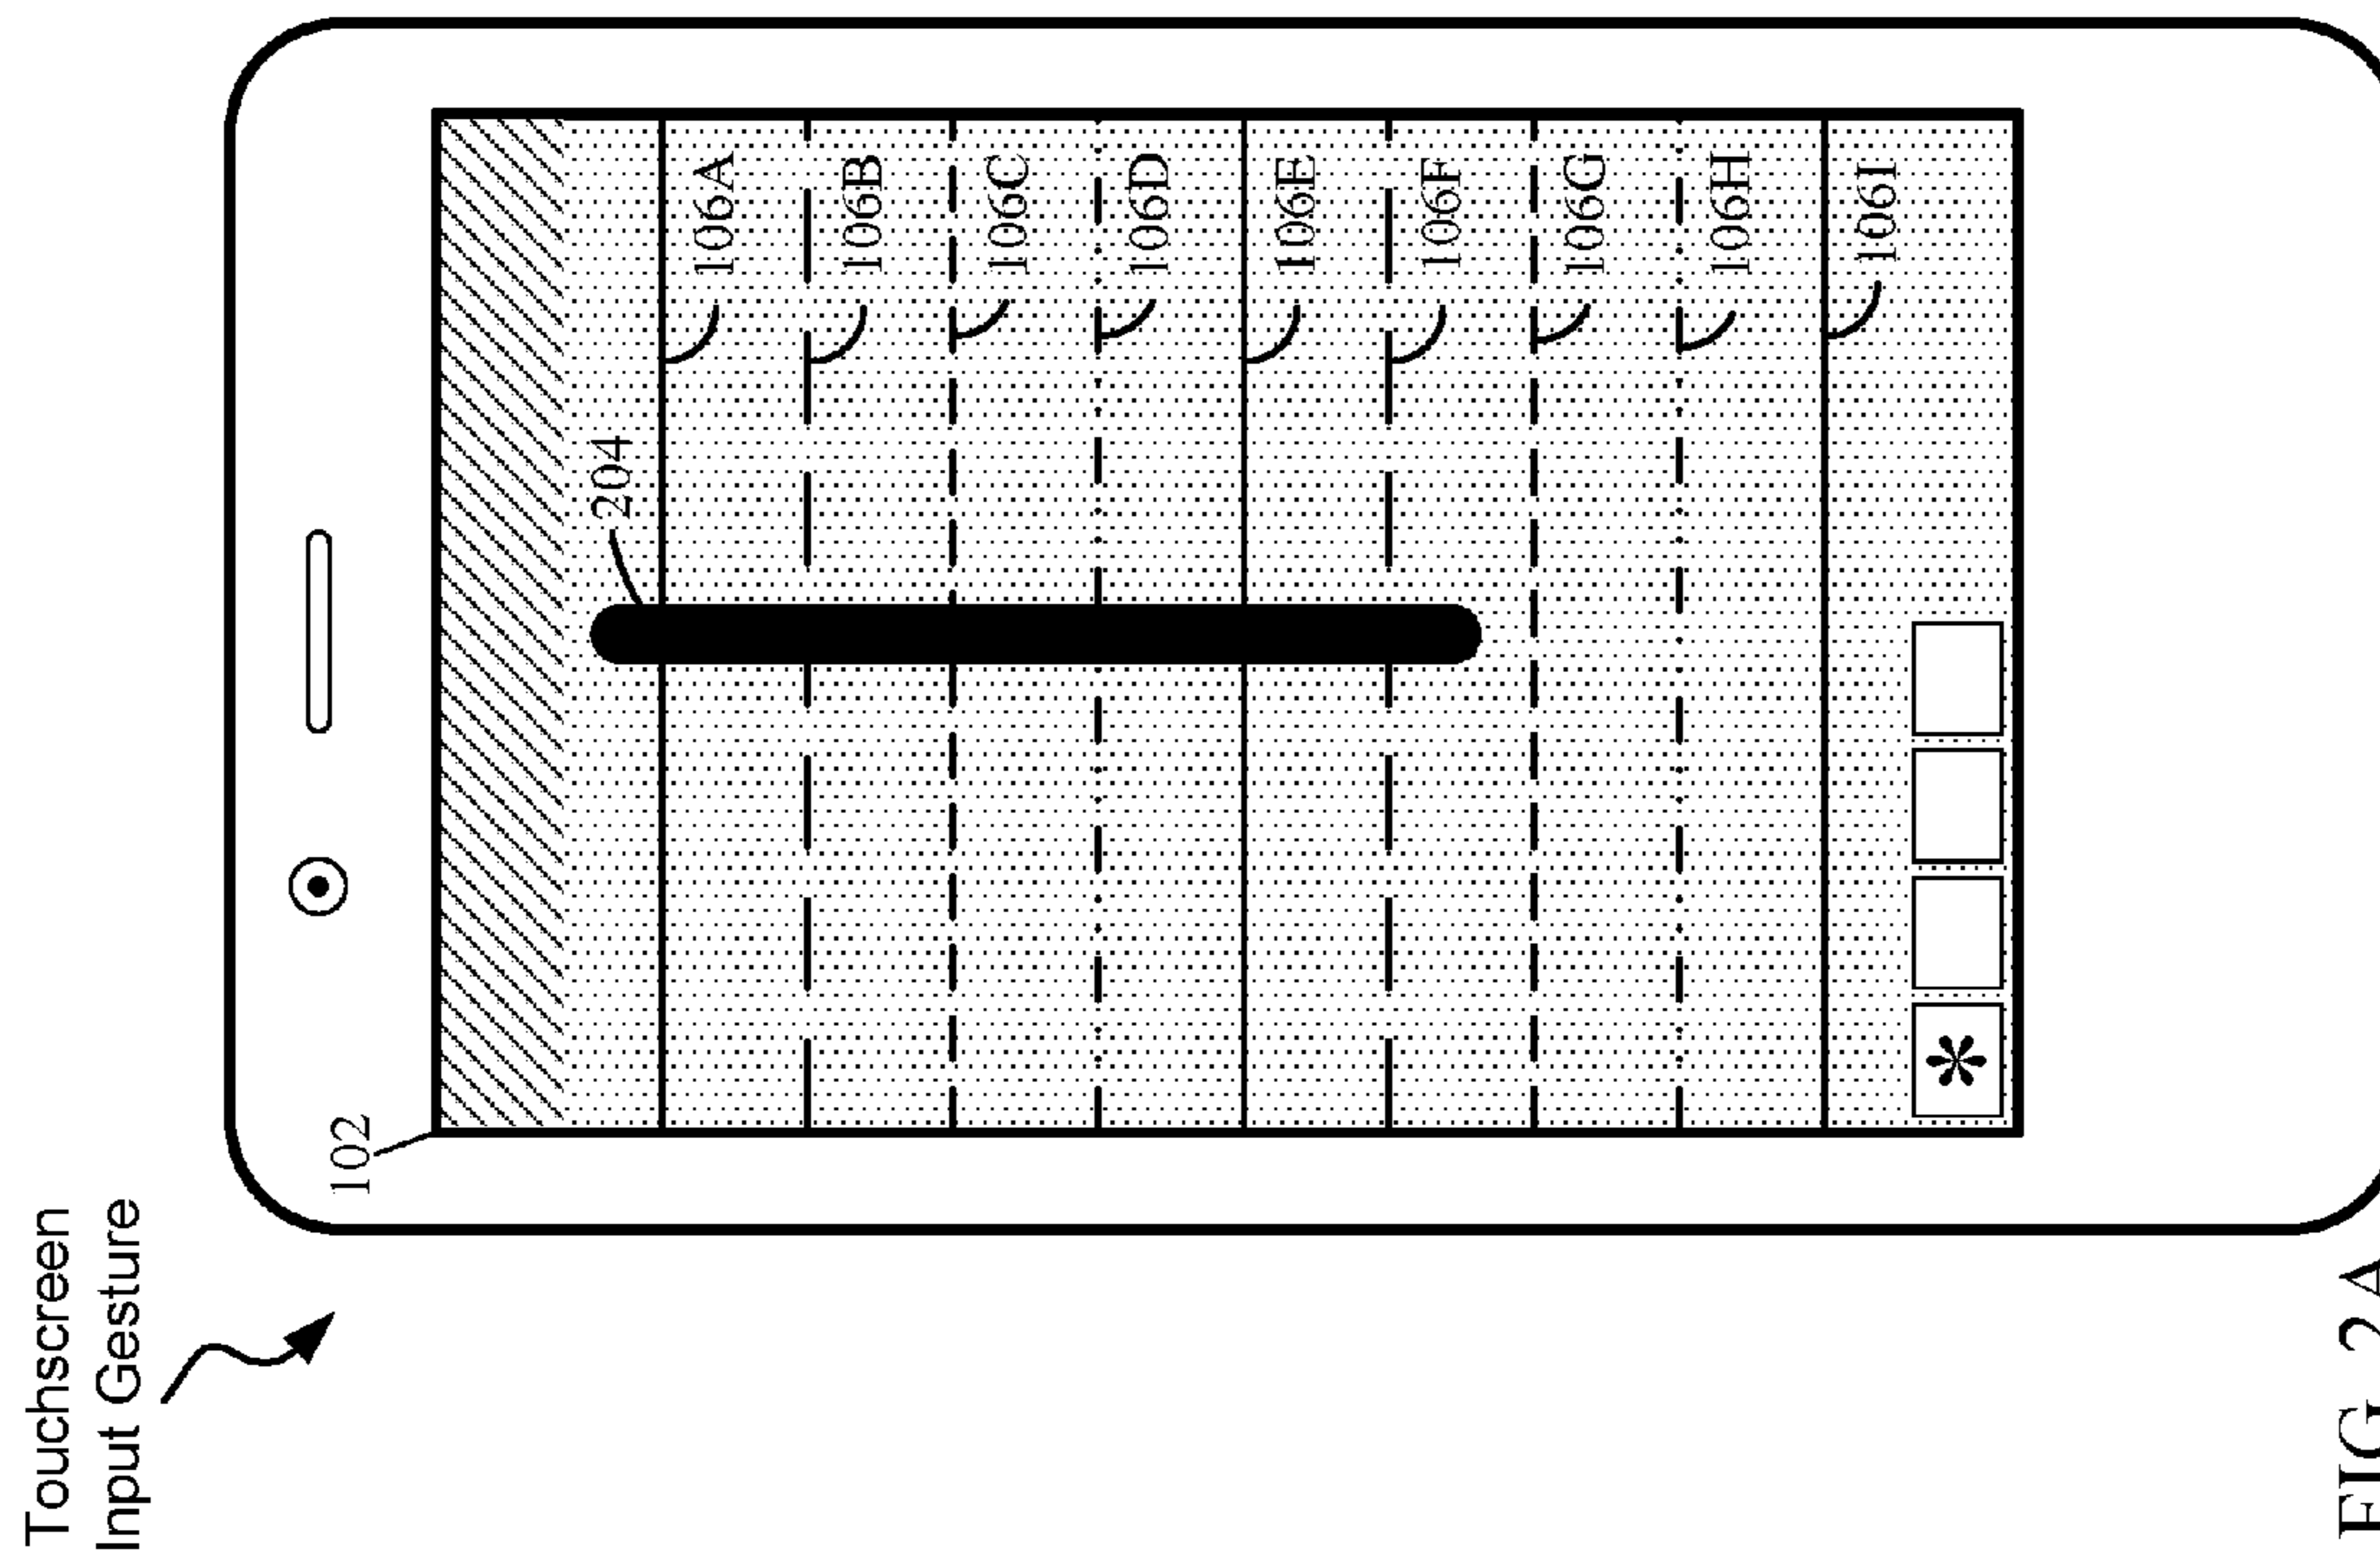 Touchscreen
Input Gesture
102
204
106A
106B
106C
106D
106E
106F
106G
106H
106I
*
FIG. 2A